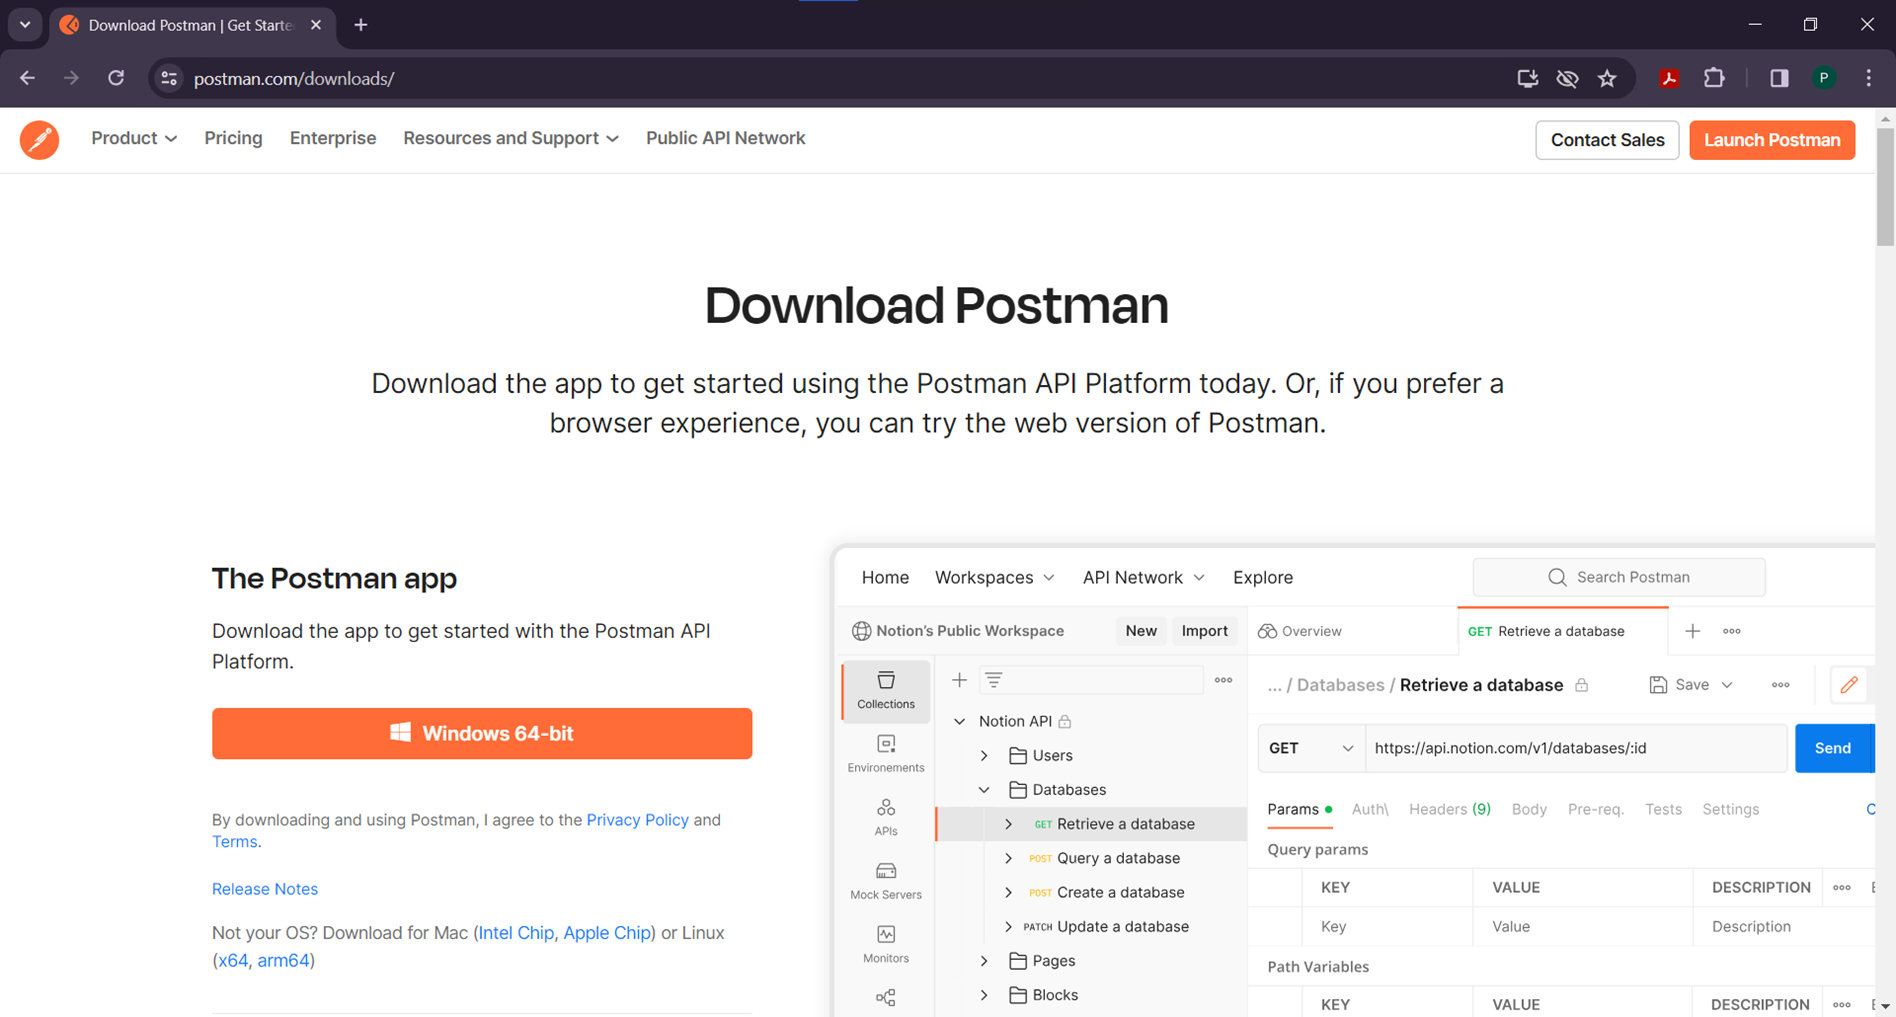 Download Postman | Get Starte
postman.com/downloads/
P
Product
Pricing
Enterprise
Resources and Support
Public API Network
Contact Sales
Launch Postman
Download Postman
Download the app to get started using the Postman API Platform today. Or, if you prefer a
browser experience, you can try the web version of Postman.
The Postman app
Download the app to get started with the Postman API
Platform.
Windows 64-bit
By downloading and using Postman, I agree to the Privacy Policy and
Terms.
Release Notes
Not your OS? Download for Mac (Intel Chip, Apple Chip) or Linux
(x64, arm64)
Home
Workspaces
API Network
Explore
Search Postman
Notion's Public Workspace
New
Import
Overview
GET Retrieve a database
Collections
Environements
APIs
Mock Servers
Monitors
Notion API
Users
Databases
GET Retrieve a database
POST Query a database
POST Create a database
PATCH Update a database
Pages
Blocks
... / Databases / Retrieve a database
Save
GET
https://api.notion.com/v1/databases/:id
Send
Params
Auth\
Headers (9)
Body
Pre-req.
Tests
Settings
Query params
KEY VALUE DESCRIPTION
Key Value Description
Path Variables
KEY VALUE DESCRIPTION